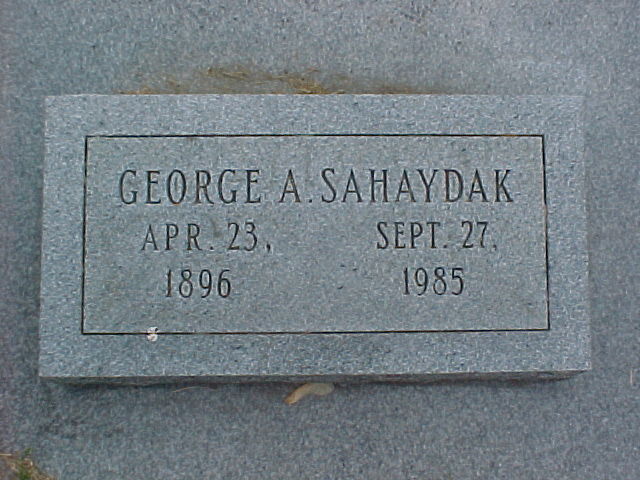 GEORGE A. SAHAYDAK
APR. 23, SEPT. 27,
1896 1985